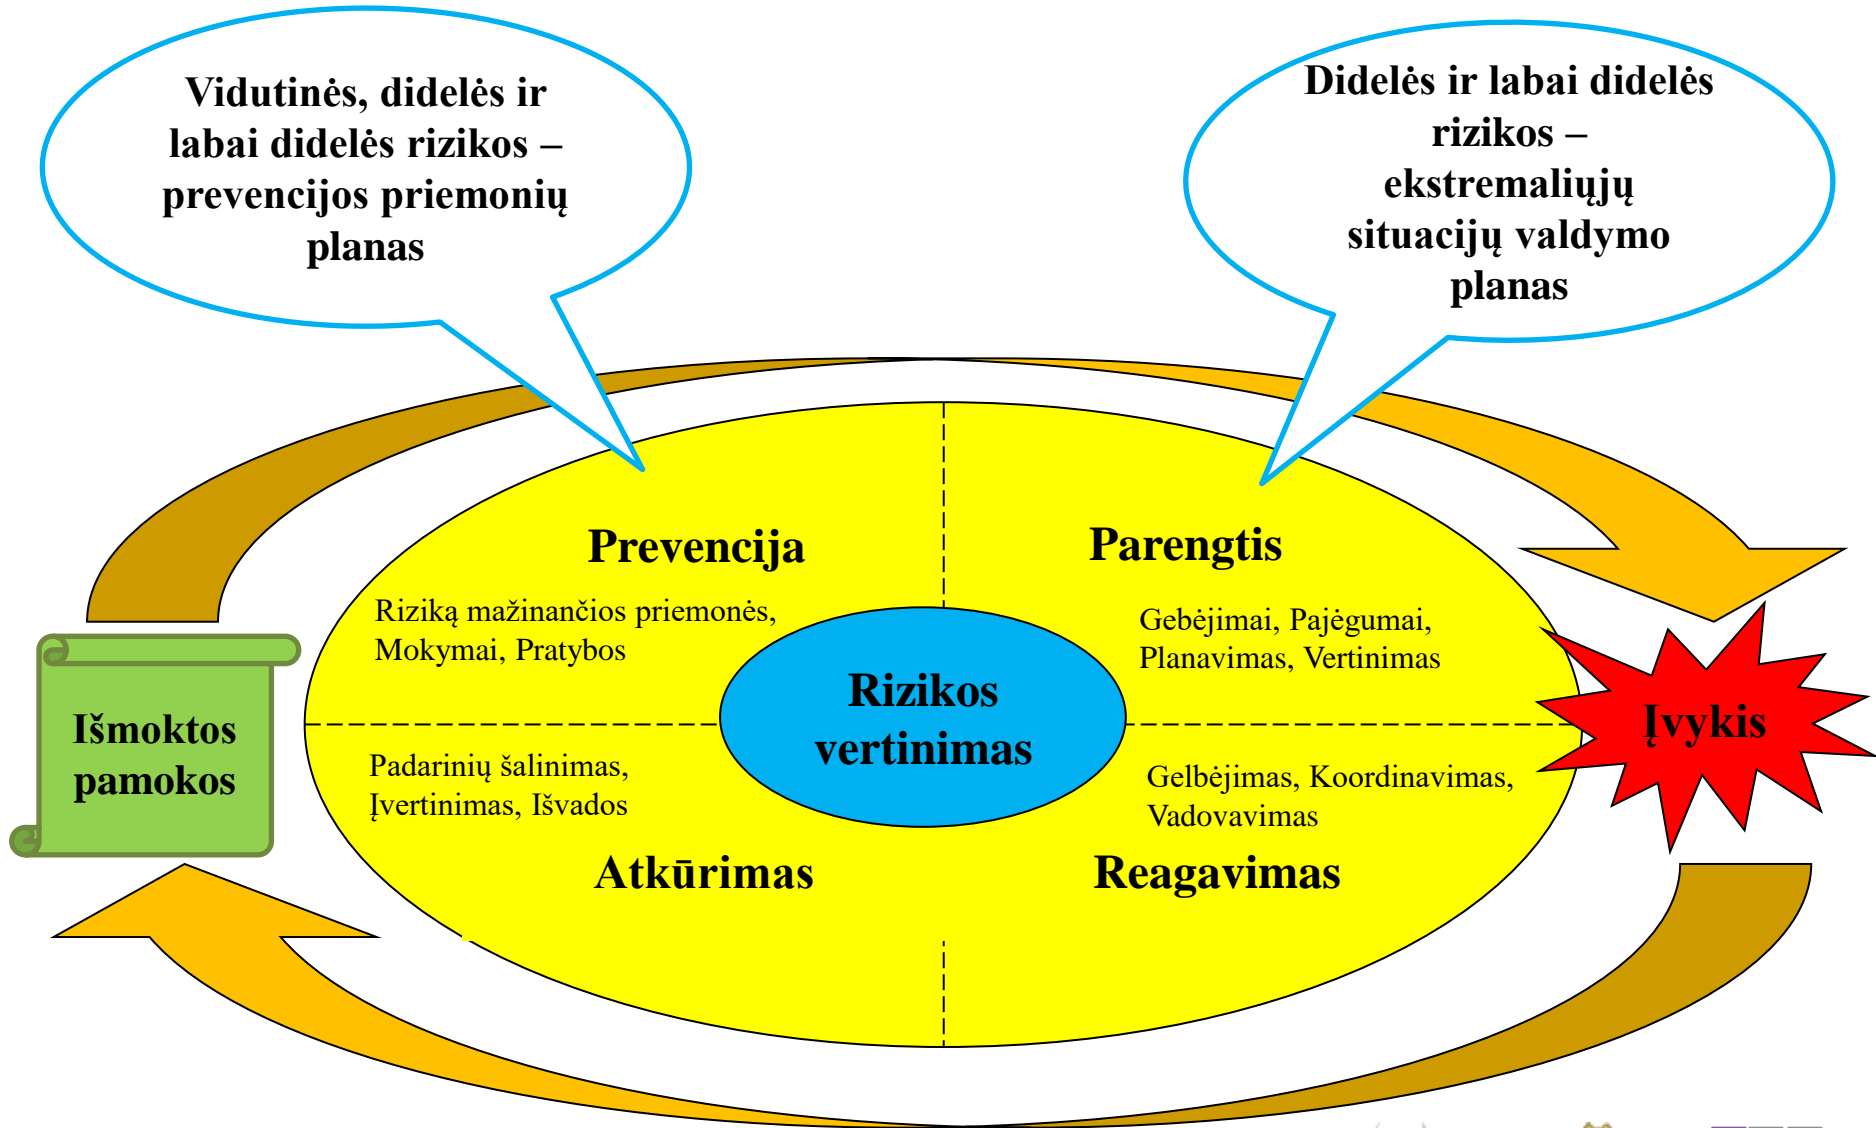 Vidutinės, didelės ir
labai didelės rizikos –
prevencijos priemonių
planas
Didelės ir labai didelės
rizikos –
ekstremaliųjų
situacijų valdymo
planas
Prevencija
Riziką mažinančios priemonės,
Mokymai, Pratybos
Parengtis
Gebėjimai, Pajėgumai,
Planavimas, Vertinimas
Rizikos
vertinimas
Išmoktos
pamokos
Įvykis
Padarinių šalinimas,
Įvertinimas, Išvados
Atkūrimas
Gelbėjimas, Koordinavimas,
Vadovavimas
Reagavimas